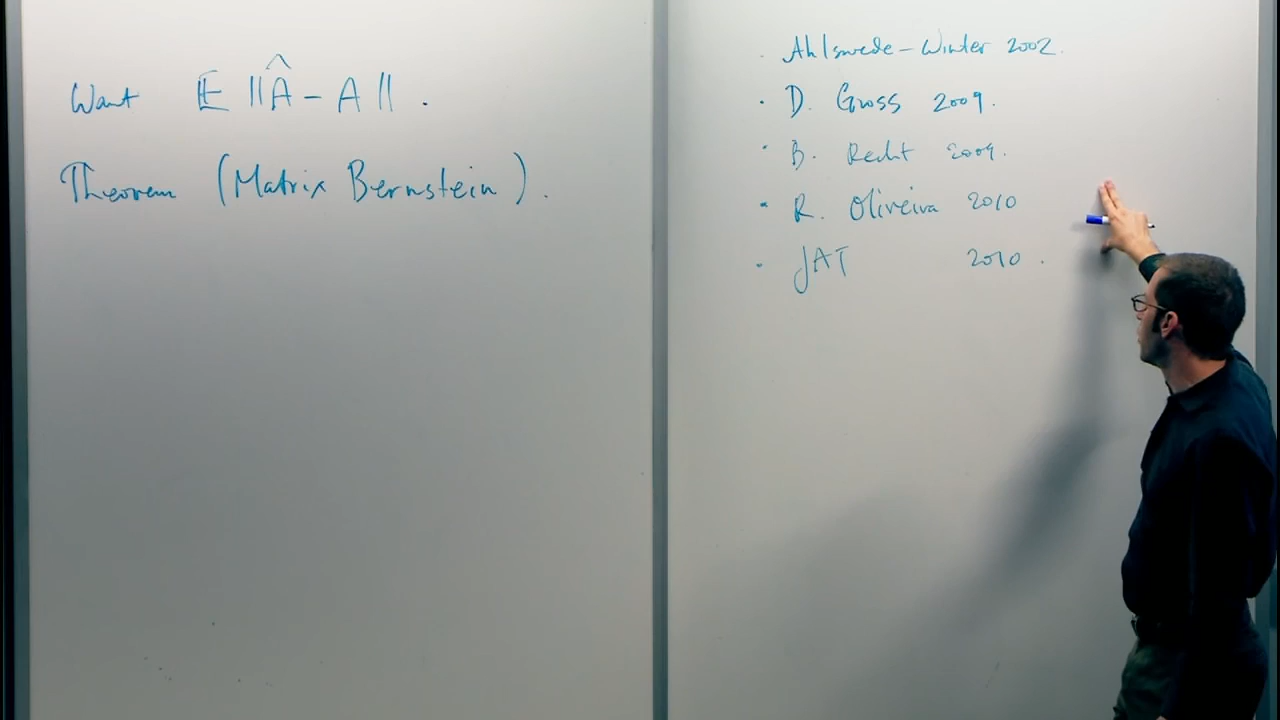 Want 𝔼 ‖Â − A‖ .
Theorem (Matrix Bernstein).
· Ahlswede – Winter 2002.
· D. Gross 2009.
· B. Recht 2009.
· R. Oliveira 2010
· JAT 2010.